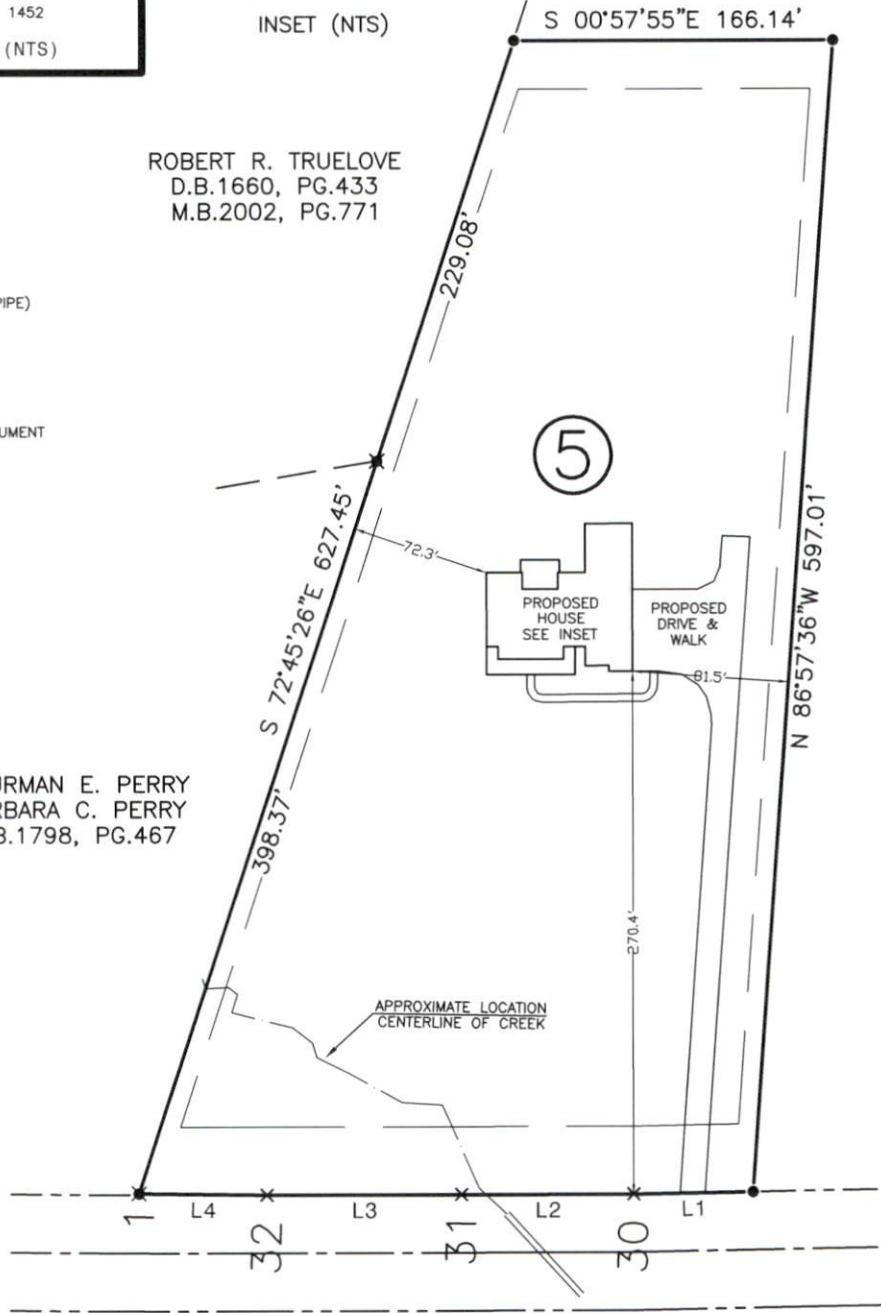 1452
(NTS)
INSET (NTS)
S 00°57'55"E 166.14'
ROBERT R. TRUELOVE
D.B.1660, PG.433
M.B.2002, PG.771
229.08'
PIPE)
UMENT
5
S 72°45'26"E 627.45'
72.3'
PROPOSED
HOUSE
SEE INSET
PROPOSED
DRIVE &
WALK
81.5'
N 86°57'36"W 597.01'
URMAN E. PERRY
RBARA C. PERRY
B.1798, PG.467
398.37'
270.4'
APPROXIMATE LOCATION
CENTERLINE OF CREEK
1
L4
32
L3
31
L2
30
L1